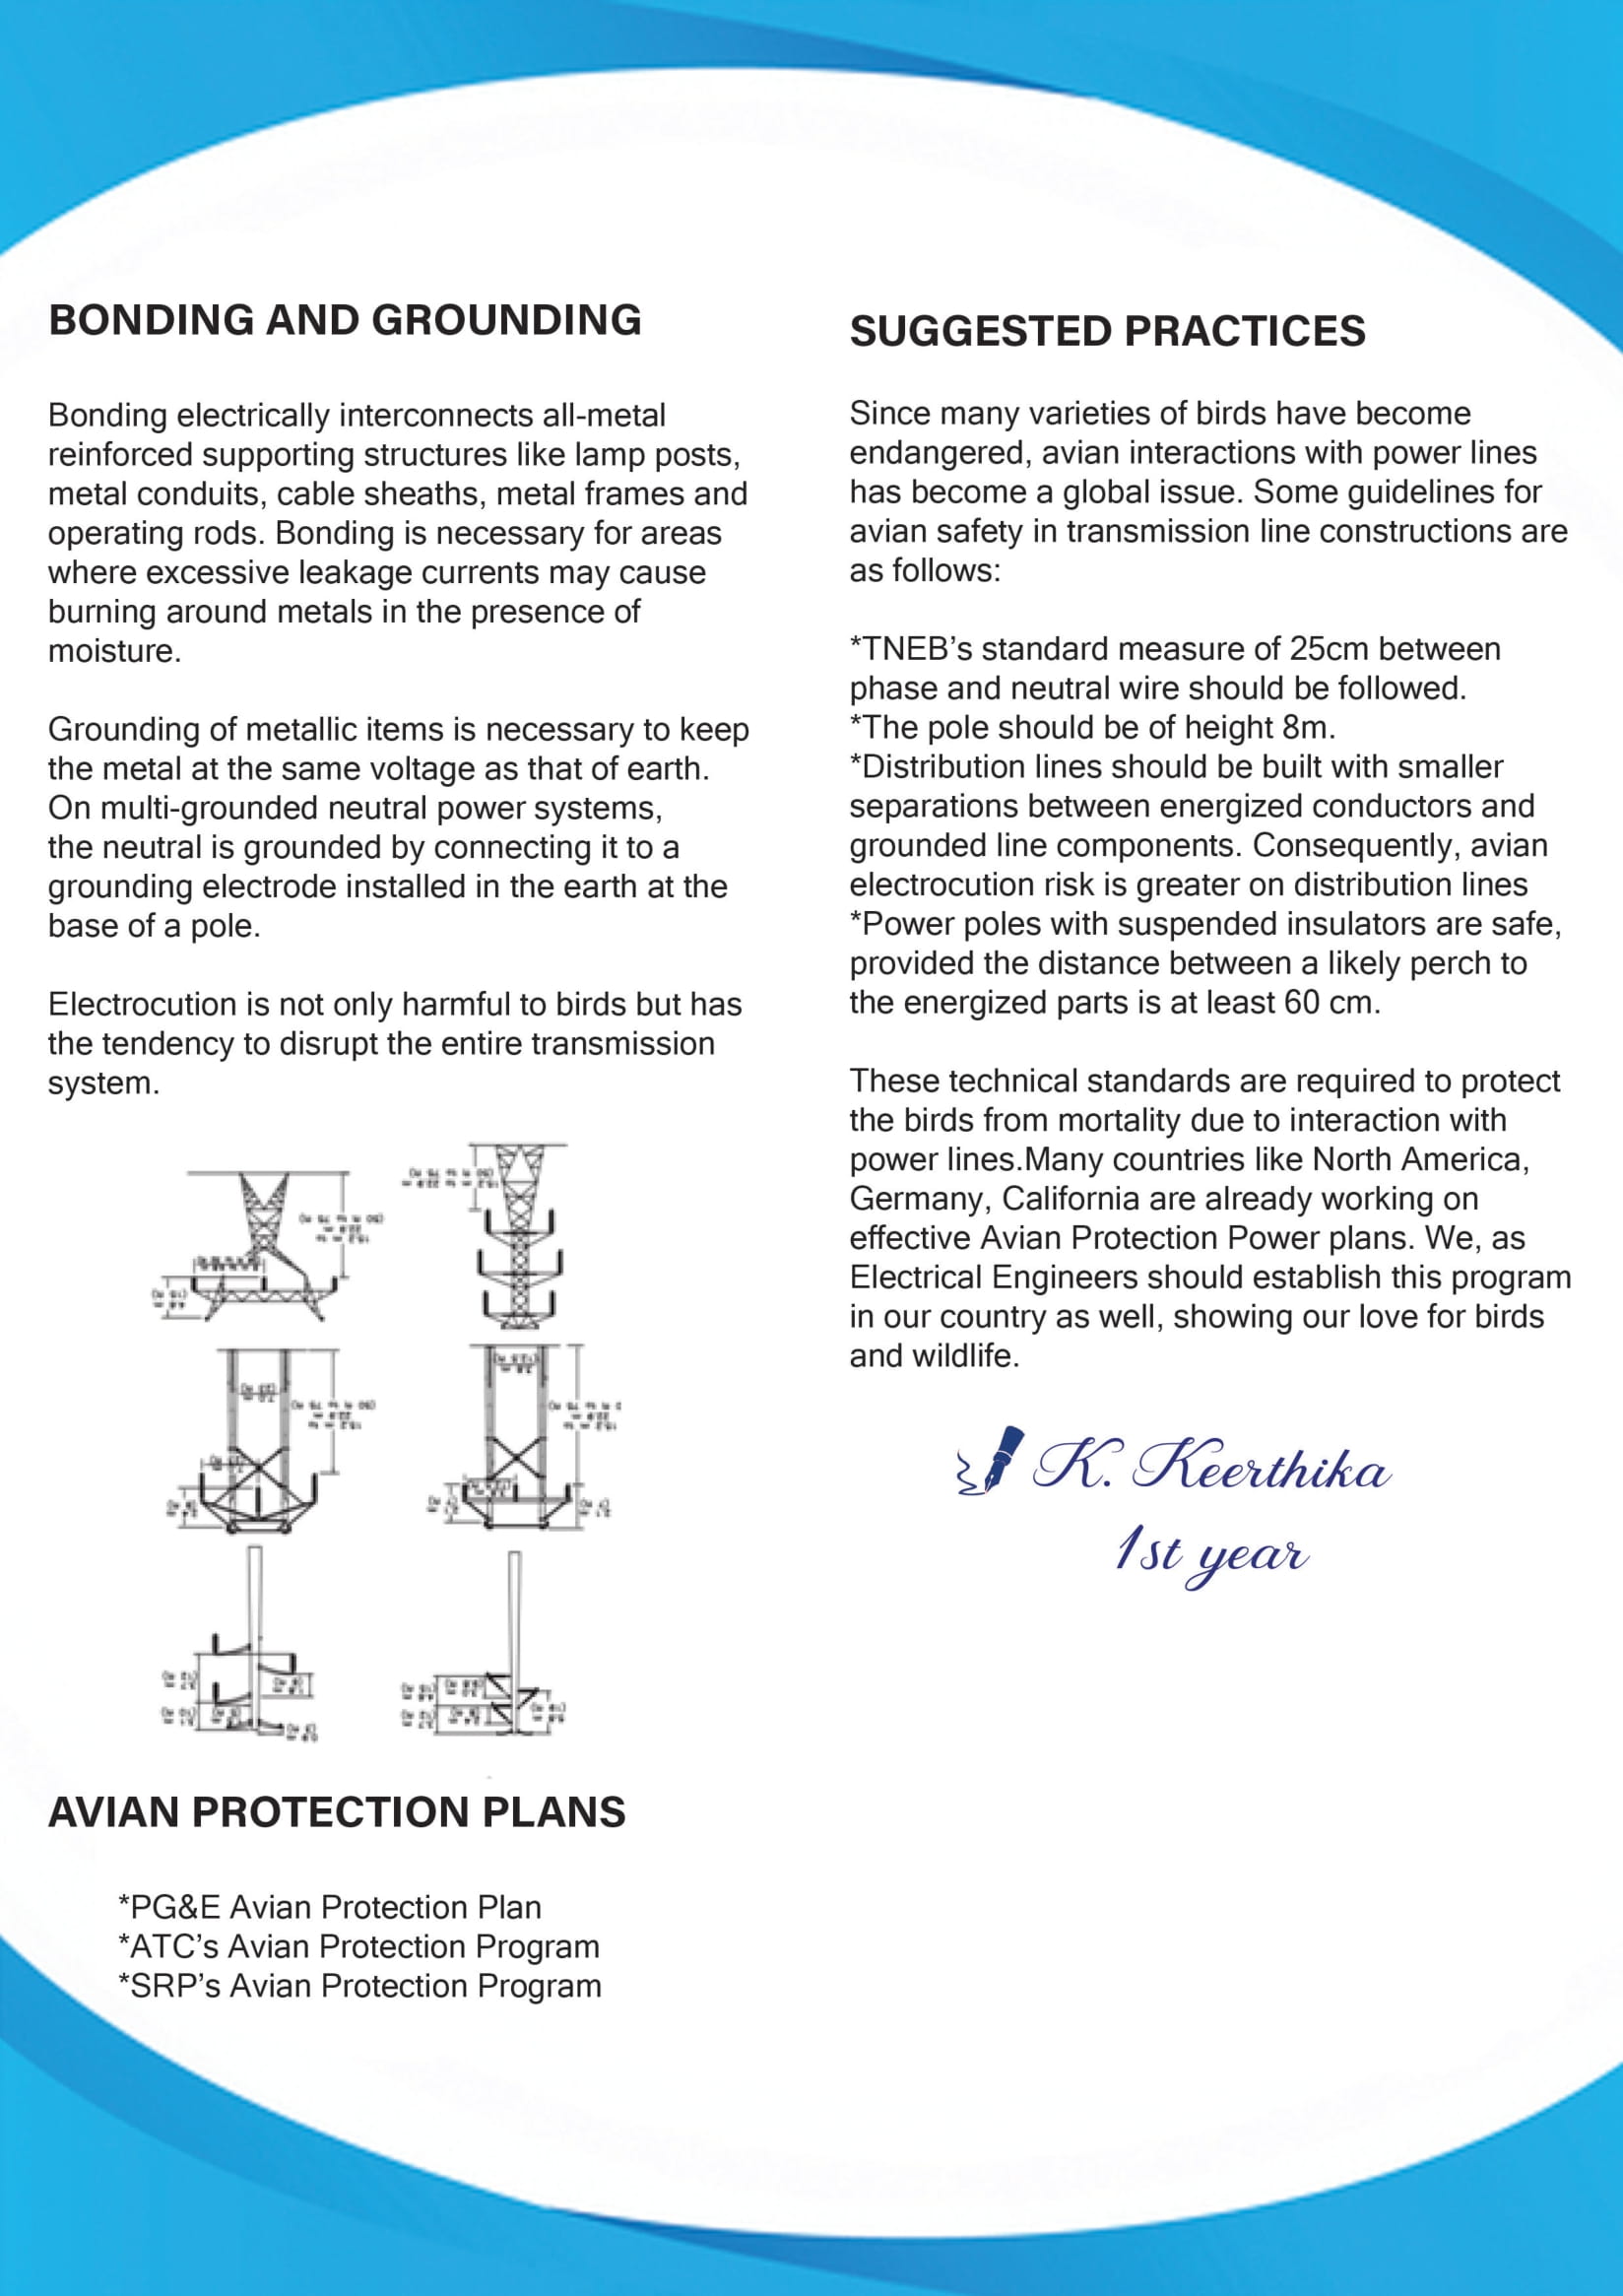 BONDING AND GROUNDING
Bonding electrically interconnects all-metal
reinforced supporting structures like lamp posts,
metal conduits, cable sheaths, metal frames and
operating rods. Bonding is necessary for areas
where excessive leakage currents may cause
burning around metals in the presence of
moisture.
Grounding of metallic items is necessary to keep
the metal at the same voltage as that of earth.
On multi-grounded neutral power systems,
the neutral is grounded by connecting it to a
grounding electrode installed in the earth at the
base of a pole.
Electrocution is not only harmful to birds but has
the tendency to disrupt the entire transmission
system.
AVIAN PROTECTION PLANS
*PG&E Avian Protection Plan
*ATC's Avian Protection Program
*SRP's Avian Protection Program
SUGGESTED PRACTICES
Since many varieties of birds have become
endangered, avian interactions with power lines
has become a global issue. Some guidelines for
avian safety in transmission line constructions are
as follows:
*TNEB's standard measure of 25cm between
phase and neutral wire should be followed.
*The pole should be of height 8m.
*Distribution lines should be built with smaller
separations between energized conductors and
grounded line components. Consequently, avian
electrocution risk is greater on distribution lines
*Power poles with suspended insulators are safe,
provided the distance between a likely perch to
the energized parts is at least 60 cm.
These technical standards are required to protect
the birds from mortality due to interaction with
power lines.Many countries like North America,
Germany, California are already working on
effective Avian Protection Power plans. We, as
Electrical Engineers should establish this program
in our country as well, showing our love for birds
and wildlife.
K. Keerthika
1st year